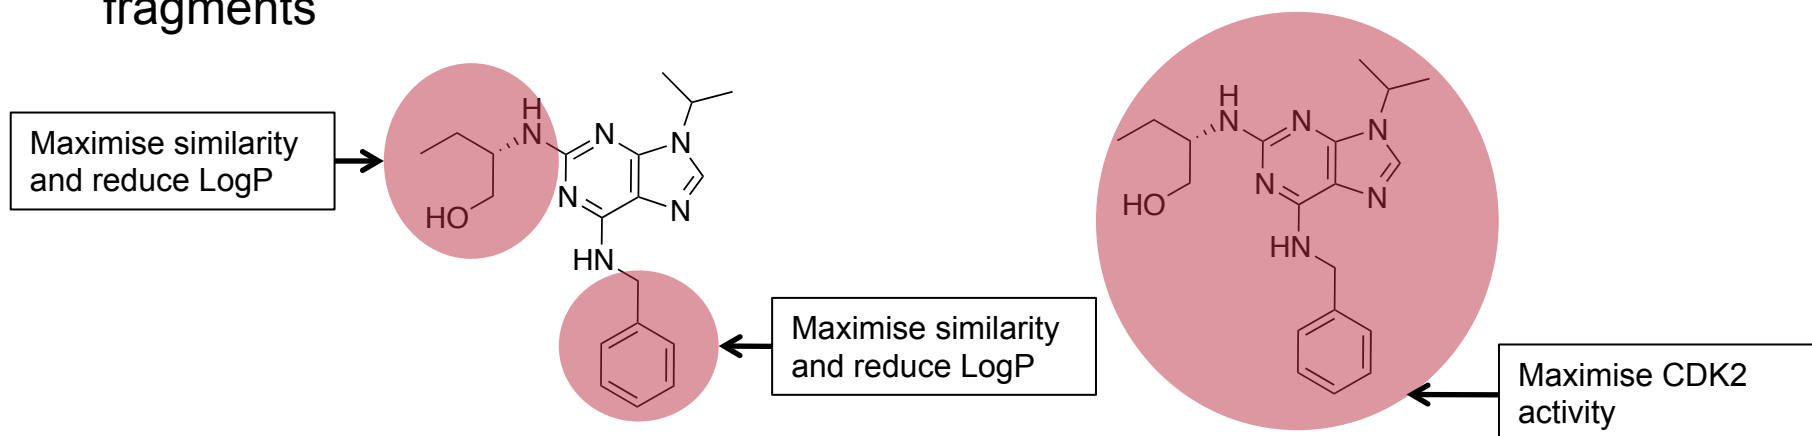 fragments
Maximise similarity
and reduce LogP
H
N
N
N
N
N
HO
HN
Maximise similarity
and reduce LogP
H
N
N
N
N
N
HO
HN
Maximise CDK2
activity